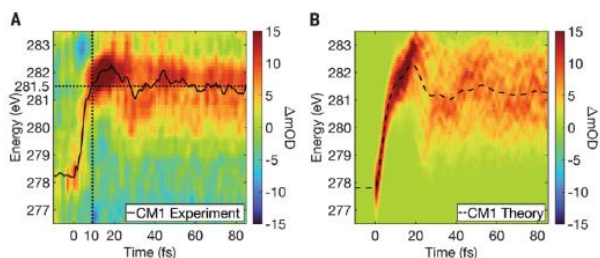 A
B
283
282
281.5
281
280
279
278
277
Energy (eV)
0 10 20 40 60 80
Time (fs)
CM1 Experiment
15
10
5
0
-5
-10
-15
ΔmOD
283
282
281
280
279
278
277
Energy (eV)
0 20 40 60 80
Time (fs)
CM1 Theory
15
10
5
0
-5
-10
-15
ΔmOD